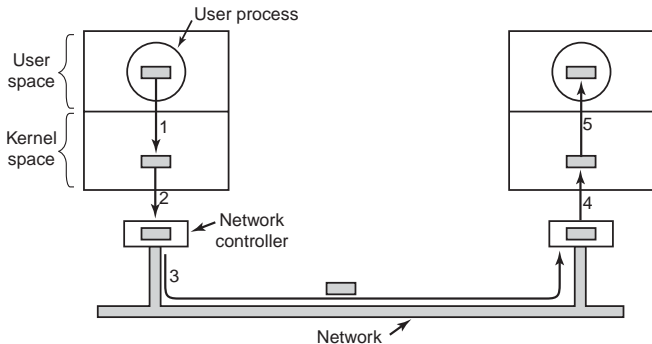 User process
User
space
1
5
Kernel
space
2
4
Network
controller
3
Network